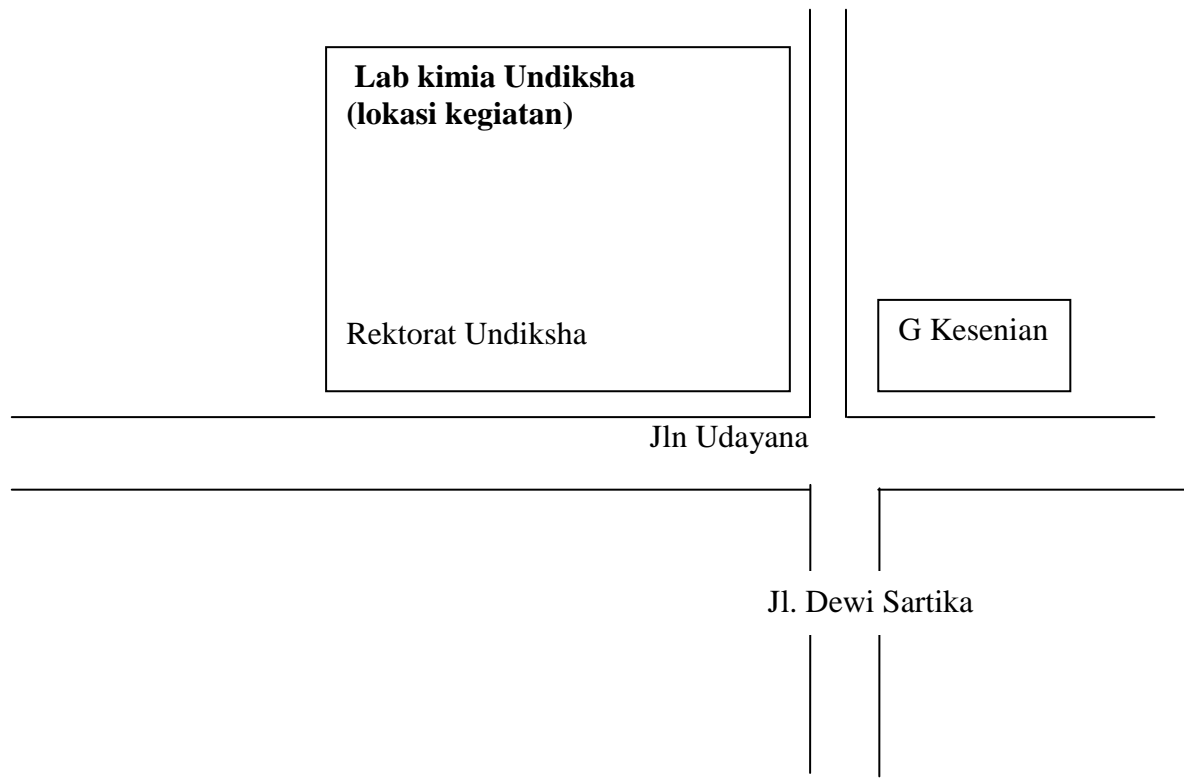 Lab kimia Undiksha
(lokasi kegiatan)
Rektorat Undiksha
G Kesenian
Jln Udayana
Jl. Dewi Sartika